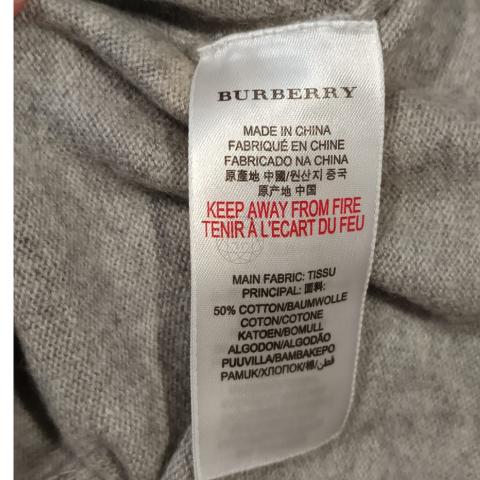 BURBERRY
MADE IN CHINA
FABRIQUÉ EN CHINE
FABRICADO NA CHINA
原產地 中國/원산지 중국
原产地 中国
KEEP AWAY FROM FIRE
TENIR À L'ECART DU FEU
MAIN FABRIC: TISSU
PRINCIPAL: 面料:
50% COTTON/BAUMWOLLE
COTON/COTONE
KATOEN/BOMULL
ALGODON/ALGODÃO
PUUVILLA/BAMBAKEPO
PAMUK/ХЛОПОК/棉/قطن/